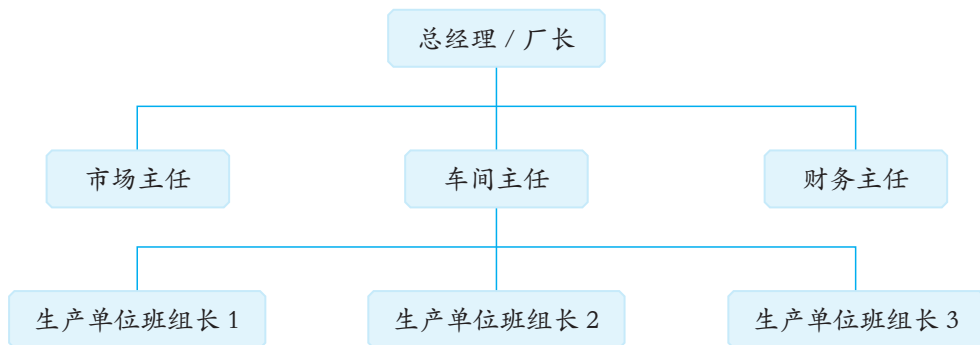 总经理 / 厂长
市场主任
车间主任
财务主任
生产单位班组长 1
生产单位班组长 2
生产单位班组长 3